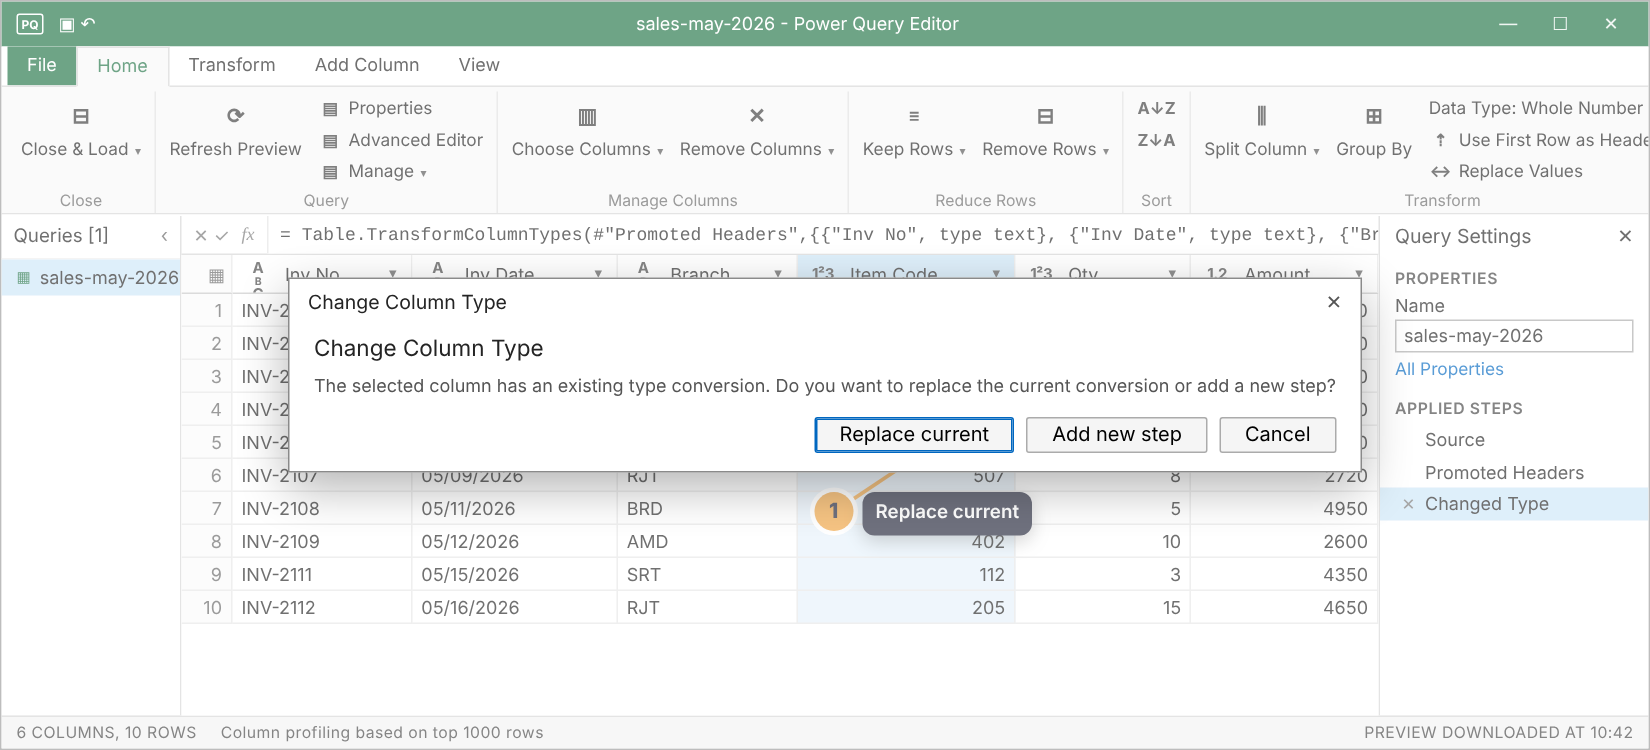 PQ
sales-may-2026 - Power Query Editor
File Home Transform Add Column View
Close & Load
Close
Refresh Preview
Properties
Advanced Editor
Manage
Query
Choose Columns
Remove Columns
Manage Columns
Keep Rows
Remove Rows
Reduce Rows
A↓Z
Z↓A
Sort
Split Column
Group By
Data Type: Whole Number
Use First Row as Heade
Replace Values
Transform
Queries [1]
sales-may-2026
fx = Table.TransformColumnTypes(#"Promoted Headers",{{"Inv No", type text}, {"Inv Date", type text}, {"Br
ABC Inv No A Inv Date A Branch 1²3 Item Code 1²3 Qty 1.2 Amount
1 INV-2
2 INV-2
3 INV-2
4 INV-2
5 INV-2
Change Column Type
Change Column Type
The selected column has an existing type conversion. Do you want to replace the current conversion or add a new step?
Replace current Add new step Cancel
6 INV-2107 05/09/2026 RJT 507 8 2720
7 INV-2108 05/11/2026 BRD 5 4950
1 Replace current
8 INV-2109 05/12/2026 AMD 402 10 2600
9 INV-2111 05/15/2026 SRT 112 3 4350
10 INV-2112 05/16/2026 RJT 205 15 4650
Query Settings
PROPERTIES
Name
sales-may-2026
All Properties
APPLIED STEPS
Source
Promoted Headers
Changed Type
6 COLUMNS, 10 ROWS Column profiling based on top 1000 rows
PREVIEW DOWNLOADED AT 10:42